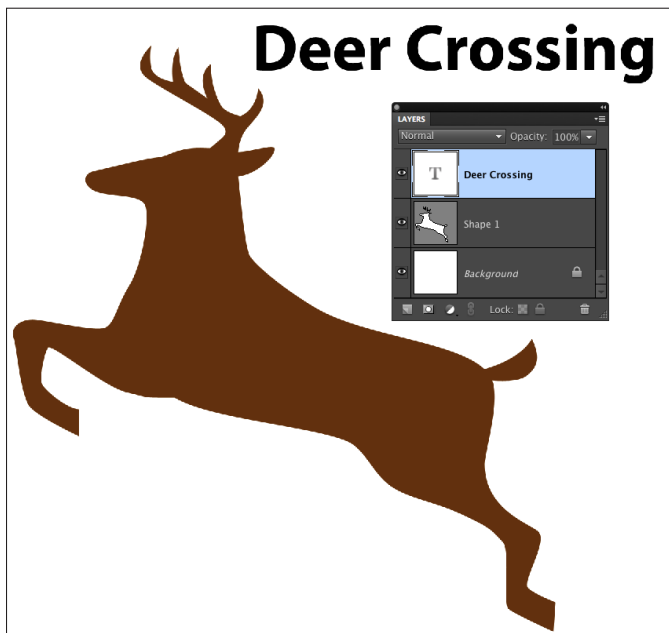 Deer Crossing
LAYERS
Normal Opacity: 100%
T Deer Crossing
Shape 1
Background
Lock: